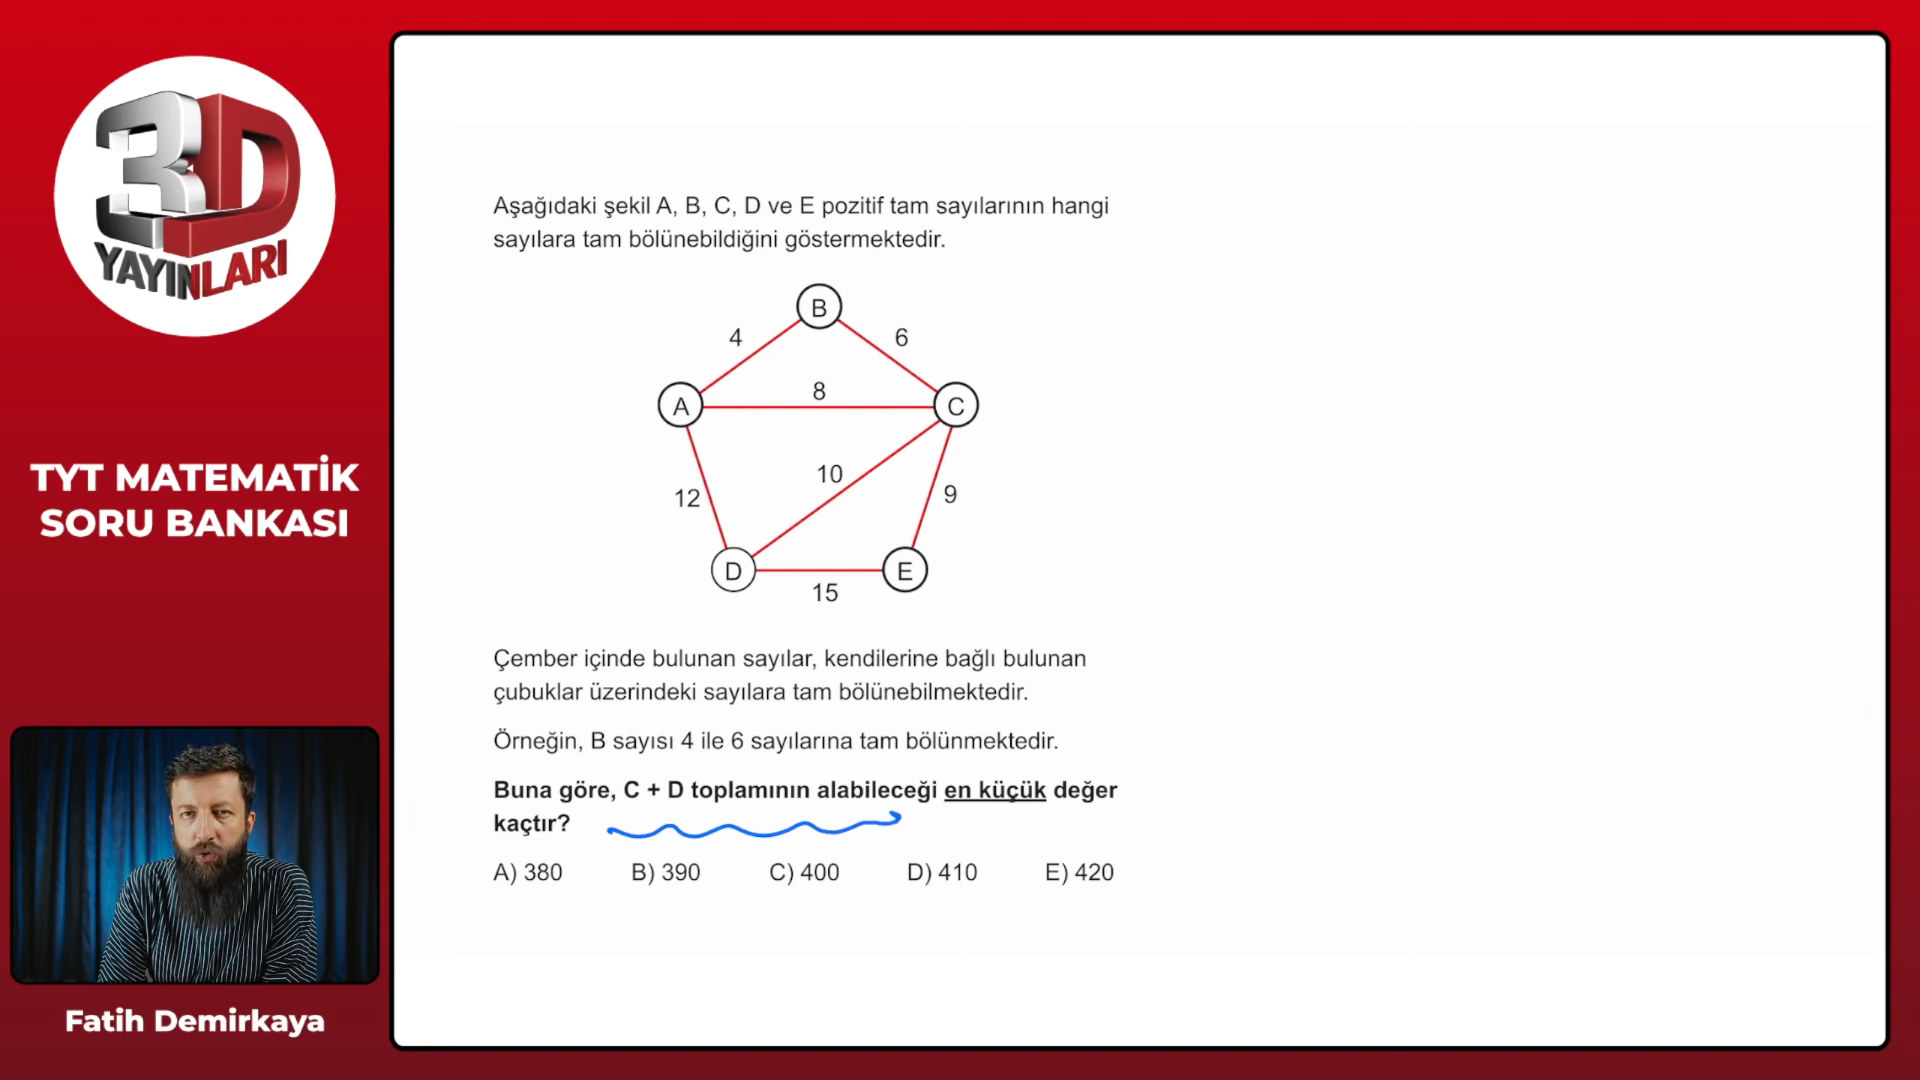 3D
YAYINLARI
TYT MATEMATİK
SORU BANKASI
Fatih Demirkaya
Aşağıdaki şekil A, B, C, D ve E pozitif tam sayılarının hangi
sayılara tam bölünebildiğini göstermektedir.
B
4
6
8
A
C
10
12
9
D
E
15
Çember içinde bulunan sayılar, kendilerine bağlı bulunan
çubuklar üzerindeki sayılara tam bölünebilmektedir.
Örneğin, B sayısı 4 ile 6 sayılarına tam bölünmektedir.
Buna göre, C + D toplamının alabileceği en küçük değer
kaçtır?
A) 380 B) 390 C) 400 D) 410 E) 420